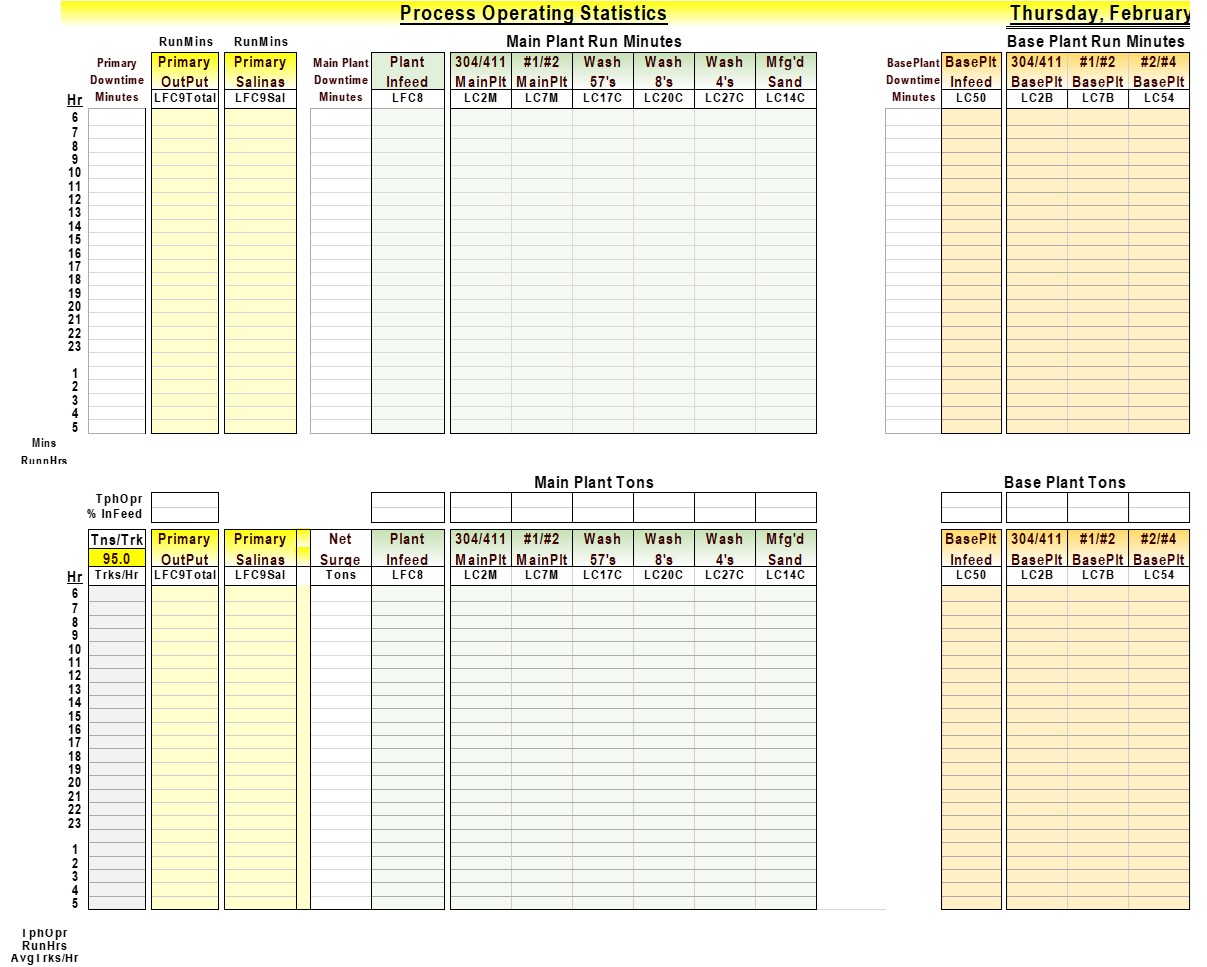 Process Operating Statistics Thursday, February
RunMins RunMins Main Plant Run Minutes Base Plant Run Minutes
Primary Primary Primary Main Plant Plant 304/411 #1/#2 Wash Wash Wash Mfg'd BasePlant BasePlt 304/411 #1/#2 #2/#4
Downtime OutPut Salinas Downtime Infeed MainPlt MainPlt 57's 8's 4's Sand Downtime Infeed BasePlt BasePlt BasePlt
Hr Minutes LFC9Total LFC9Sal Minutes LFC8 LC2M LC7M LC17C LC20C LC27C LC14C Minutes LC50 LC2B LC7B LC54
6
7
8
9
10
11
12
13
14
15
16
17
18
19
20
21
22
23
1
2
3
4
5
Mins
RunnHrs
Main Plant Tons Base Plant Tons
TphOpr
% InFeed
Tns/Trk Primary Primary Net Plant 304/411 #1/#2 Wash Wash Wash Mfg'd BasePlt 304/411 #1/#2 #2/#4
95.0 OutPut Salinas Surge Infeed MainPlt MainPlt 57's 8's 4's Sand Infeed BasePlt BasePlt BasePlt
Hr Trks/Hr LFC9Total LFC9Sal Tons LFC8 LC2M LC7M LC17C LC20C LC27C LC14C LC50 LC2B LC7B LC54
6
7
8
9
10
11
12
13
14
15
16
17
18
19
20
21
22
23
1
2
3
4
5
TphOpr
RunHrs
AvgTrks/Hr